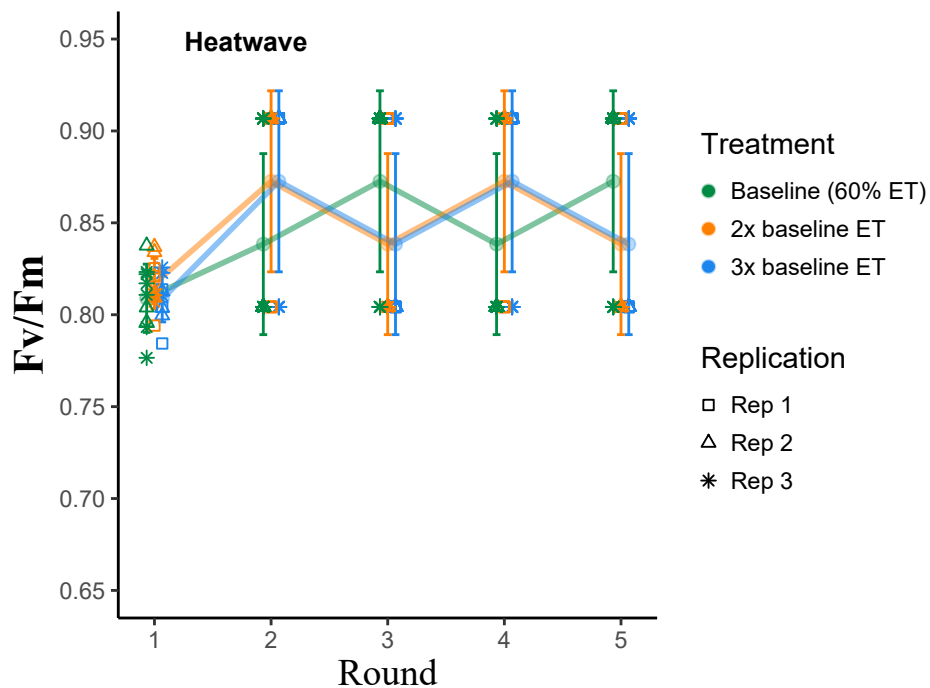 Heatwave
0.95
0.90
0.85
0.80
0.75
0.70
0.65
Fv/Fm
1 2 3 4 5
Round
Treatment
Baseline (60% ET)
2x baseline ET
3x baseline ET
Replication
Rep 1
Rep 2
Rep 3